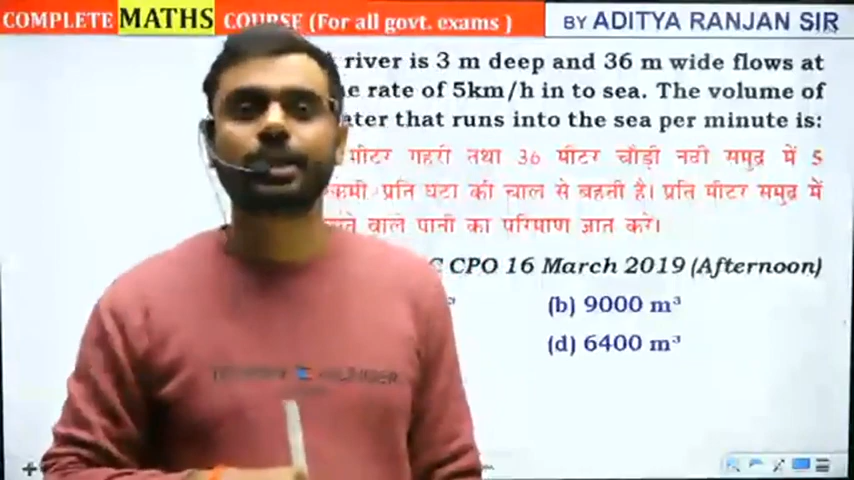 COMPLETE MATHS COURSE (For all govt. exams ) BY ADITYA RANJAN SIR
river is 3 m deep and 36 m wide flows at
rate of 5km/h in to sea. The volume of
that runs into the sea per minute is:
मीटर गहरी तथा 36 मीटर चौड़ी नदी समुद्र में 5
प्रति घंटा की चाल से बहती है। प्रति मीटर समुद्र में
वाले पानी का परिमाण ज्ञात करें।
CPO 16 March 2019 (Afternoon)
(b) 9000 m³
(d) 6400 m³